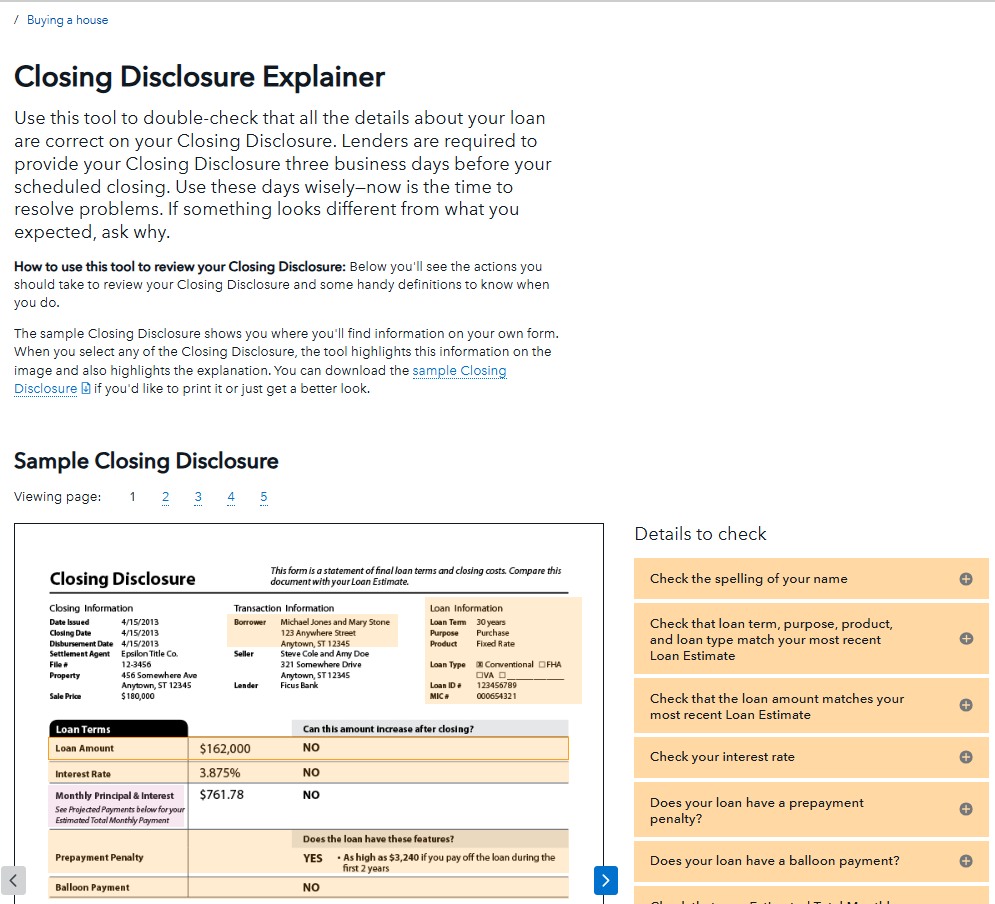 / Buying a house
Closing Disclosure Explainer
Use this tool to double-check that all the details about your loan
are correct on your Closing Disclosure. Lenders are required to
provide your Closing Disclosure three business days before your
scheduled closing. Use these days wisely—now is the time to
resolve problems. If something looks different from what you
expected, ask why.
How to use this tool to review your Closing Disclosure: Below you'll see the actions you
should take to review your Closing Disclosure and some handy definitions to know when
you do.
The sample Closing Disclosure shows you where you'll find information on your own form.
When you select any of the Closing Disclosure, the tool highlights this information on the
image and also highlights the explanation. You can download the sample Closing
Disclosure if you'd like to print it or just get a better look.
Sample Closing Disclosure
Viewing page: 1 2 3 4 5
Closing Disclosure
This form is a statement of final loan terms and closing costs. Compare this
document with your Loan Estimate.
Closing Information
Date Issued 4/15/2013
Closing Date 4/15/2013
Disbursement Date 4/15/2013
Settlement Agent Epsilon Title Co.
File # 12-3456
Property 456 Somewhere Ave
Anytown, ST 12345
Sale Price $180,000
Transaction Information
Borrower Michael Jones and Mary Stone
123 Anywhere Street
Anytown, ST 12345
Seller Steve Cole and Amy Doe
321 Somewhere Drive
Anytown, ST 12345
Lender Ficus Bank
Loan Information
Loan Term 30 years
Purpose Purchase
Product Fixed Rate
Loan Type ☒ Conventional ☐ FHA
☐ VA ☐ ____________
Loan ID # 123456789
MIC # 000654321
Loan Terms Can this amount increase after closing?
Loan Amount $162,000 NO
Interest Rate 3.875% NO
Monthly Principal & Interest $761.78 NO
See Projected Payments below for your
Estimated Total Monthly Payment
Does the loan have these features?
Prepayment Penalty YES • As high as $3,240 if you pay off the loan during the
first 2 years
Balloon Payment NO
Details to check
Check the spelling of your name
Check that loan term, purpose, product,
and loan type match your most recent
Loan Estimate
Check that the loan amount matches your
most recent Loan Estimate
Check your interest rate
Does your loan have a prepayment
penalty?
Does your loan have a balloon payment?